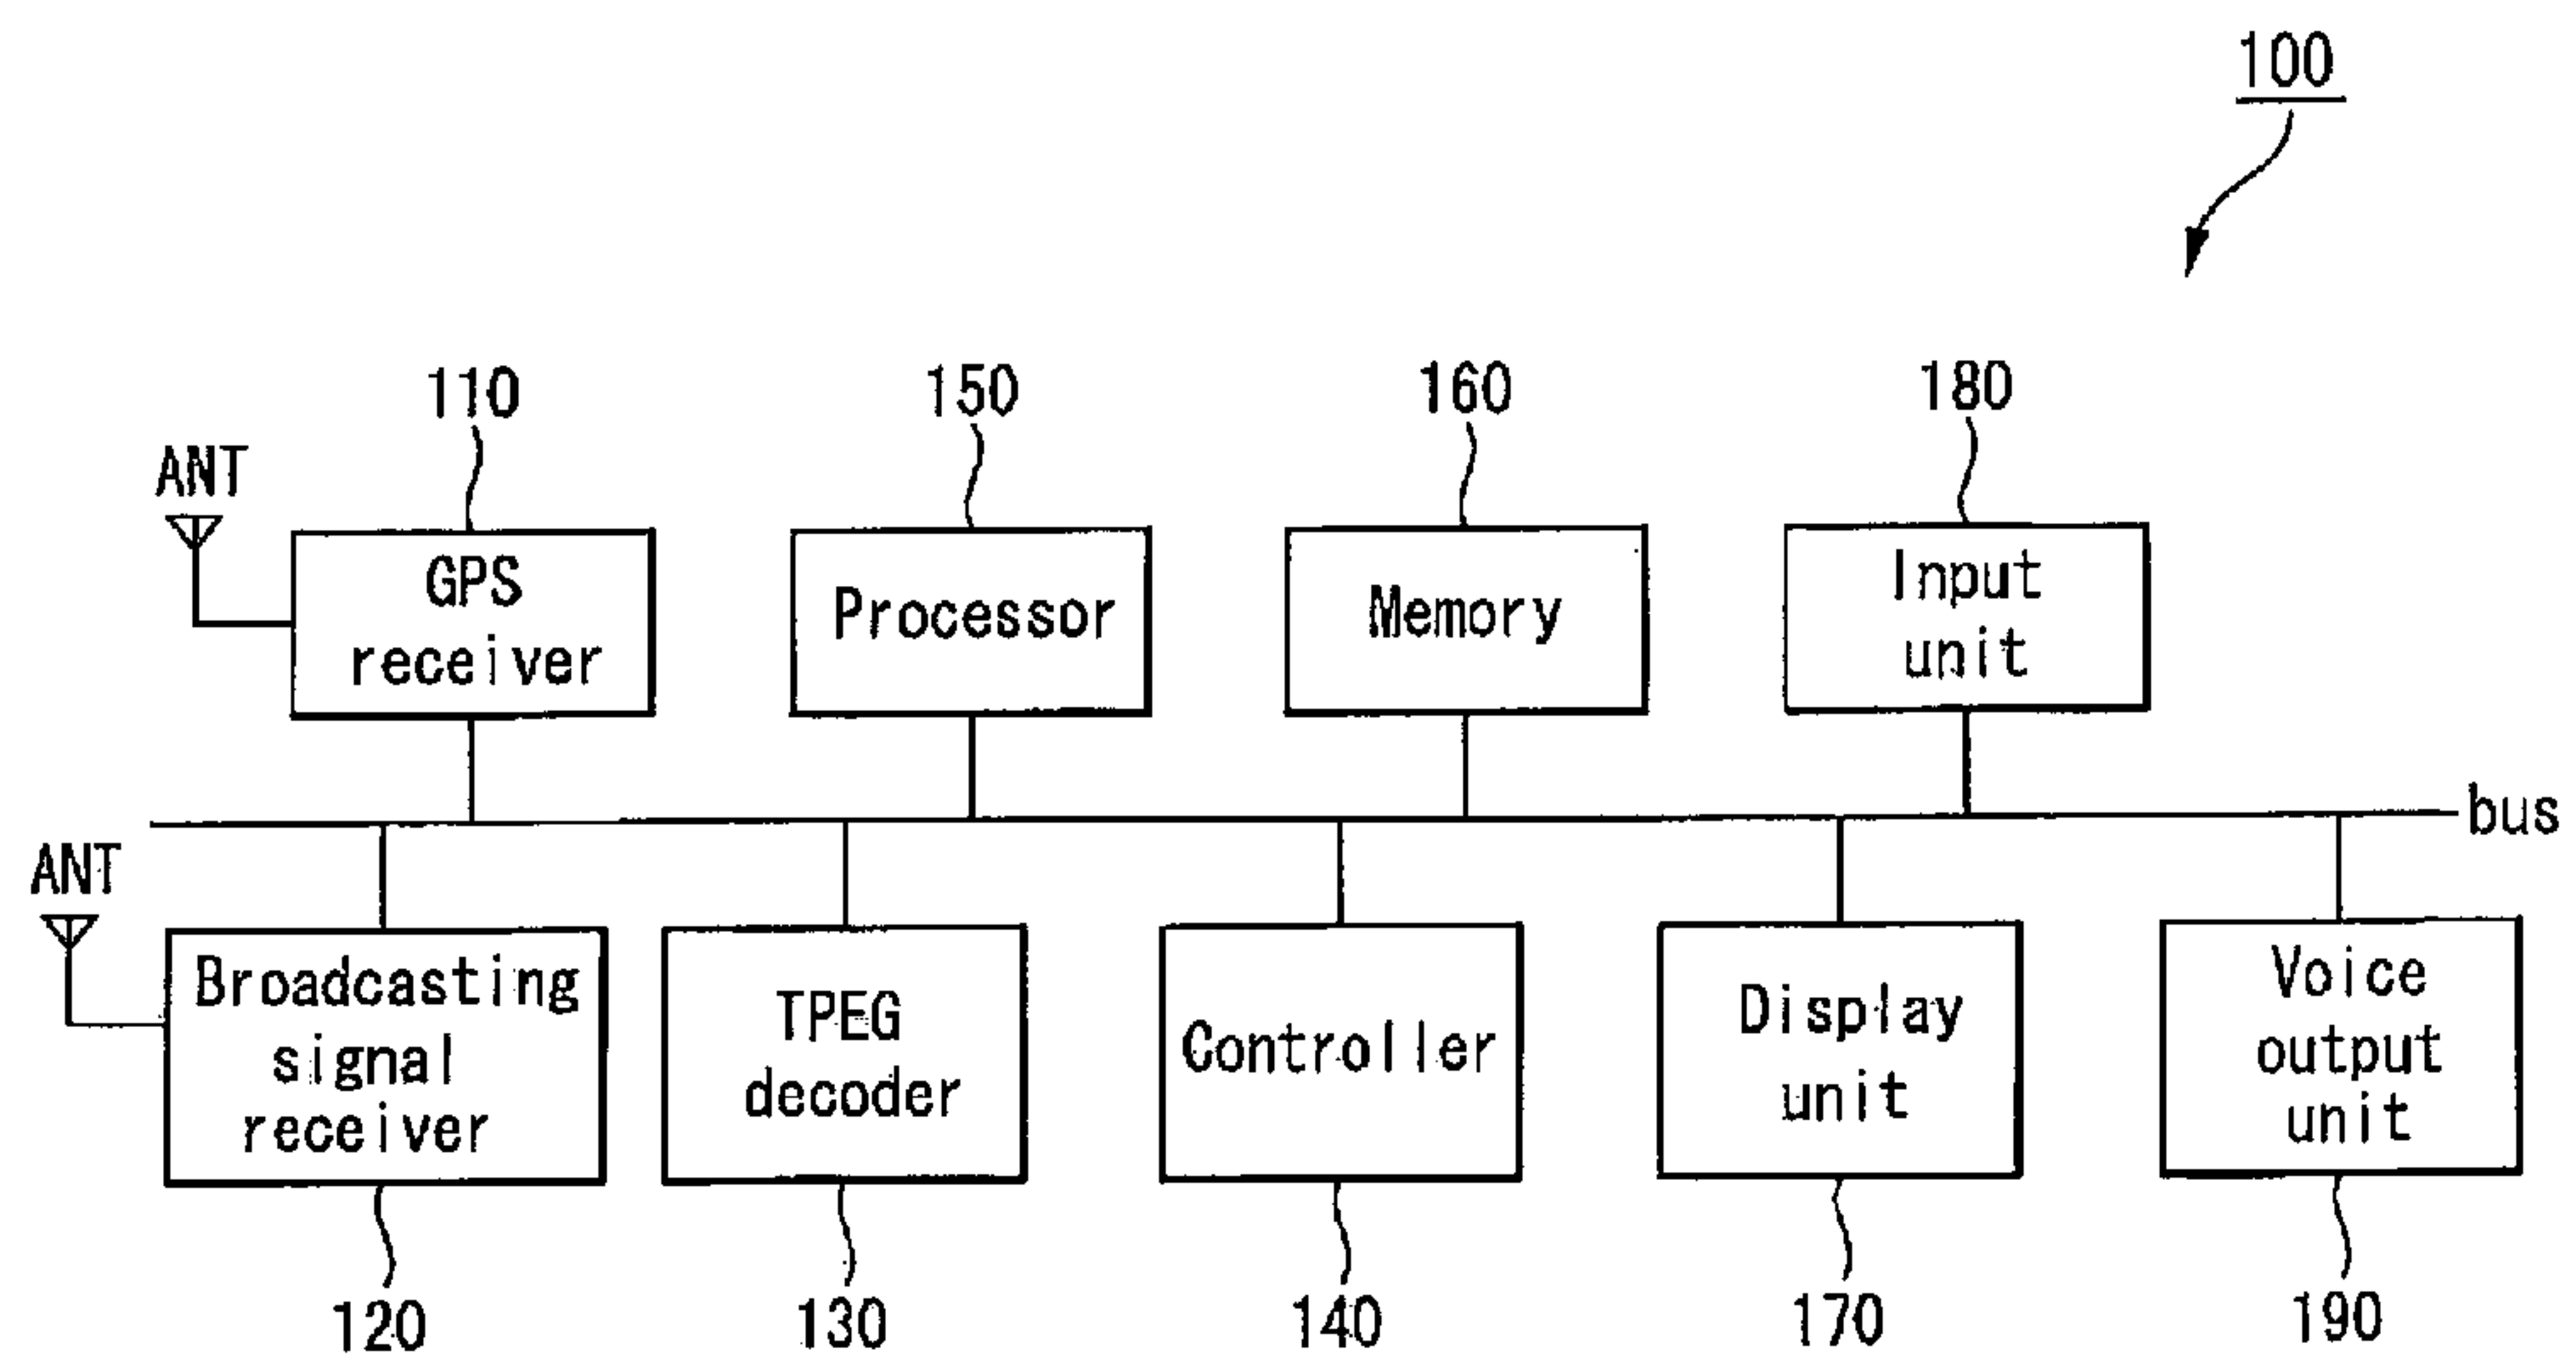 100
110
150
160
180
ANT
GPS
receiver
Processor
Memory
Input
unit
bus
ANT
Broadcasting
signal
receiver
TPEG
decoder
Controller
Display
unit
Voice
output
unit
120
130
140
170
190